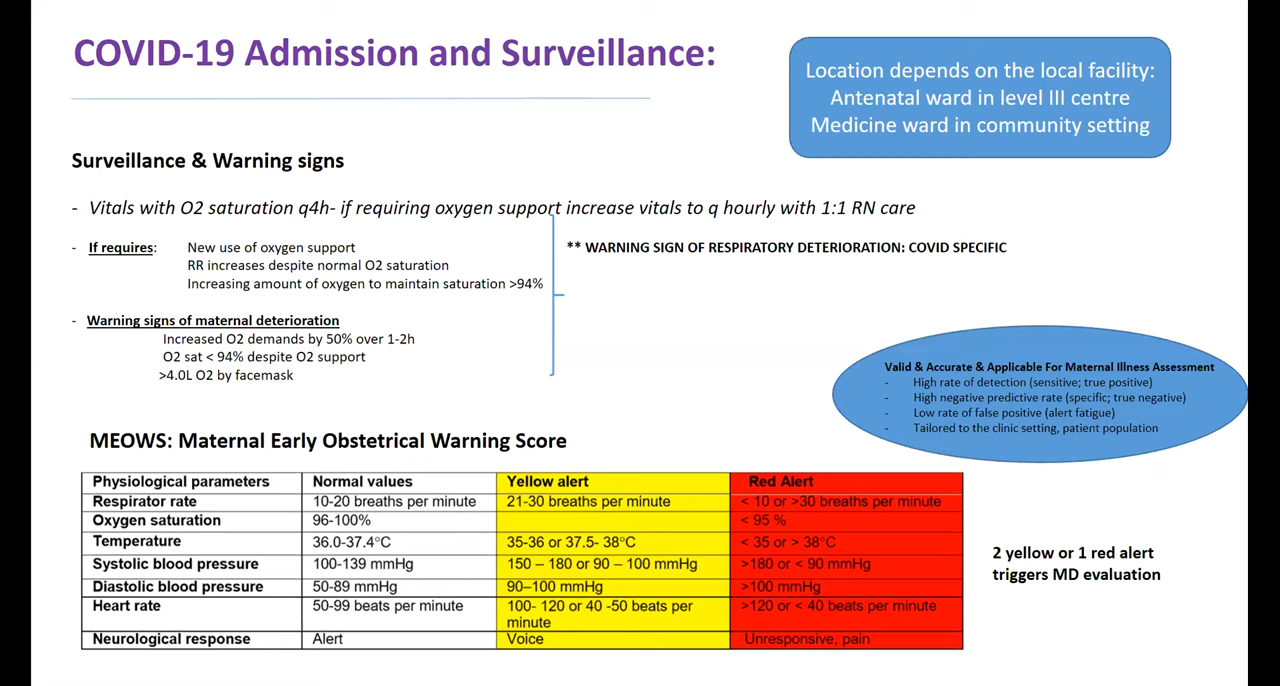 COVID-19 Admission and Surveillance:
Location depends on the local facility:
Antenatal ward in level III centre
Medicine ward in community setting
Surveillance & Warning signs
- Vitals with O2 saturation q4h- if requiring oxygen support increase vitals to q hourly with 1:1 RN care
- If requires: New use of oxygen support
RR increases despite normal O2 saturation
Increasing amount of oxygen to maintain saturation >94%
** WARNING SIGN OF RESPIRATORY DETERIORATION: COVID SPECIFIC
- Warning signs of maternal deterioration
Increased O2 demands by 50% over 1-2h
O2 sat < 94% despite O2 support
>4.0L O2 by facemask
Valid & Accurate & Applicable For Maternal Illness Assessment
- High rate of detection (sensitive; true positive)
- High negative predictive rate (specific; true negative)
- Low rate of false positive (alert fatigue)
- Tailored to the clinic setting, patient population
MEOWS: Maternal Early Obstetrical Warning Score
Physiological parameters Normal values Yellow alert Red Alert
Respirator rate 10-20 breaths per minute 21-30 breaths per minute < 10 or >30 breaths per minute
Oxygen saturation 96-100% < 95 %
Temperature 36.0-37.4°C 35-36 or 37.5- 38°C < 35 or > 38°C
Systolic blood pressure 100-139 mmHg 150 – 180 or 90 – 100 mmHg >180 or < 90 mmHg
Diastolic blood pressure 50-89 mmHg 90–100 mmHg >100 mmHg
Heart rate 50-99 beats per minute 100- 120 or 40 -50 beats per >120 or < 40 beats per minute
minute
Neurological response Alert Voice Unresponsive, pain
2 yellow or 1 red alert
triggers MD evaluation